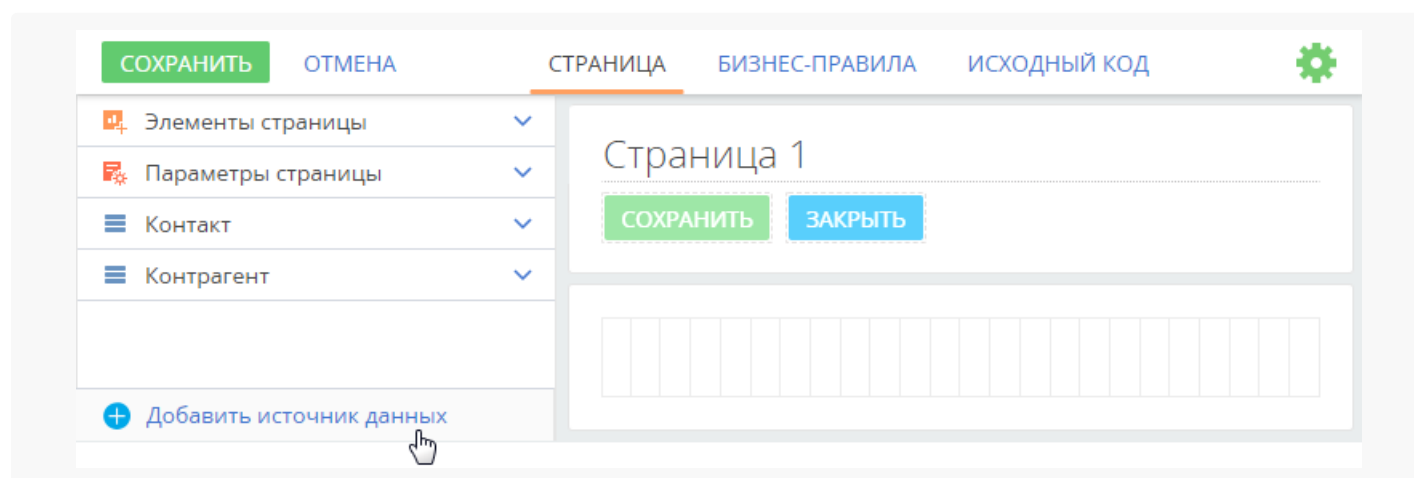 СОХРАНИТЬ ОТМЕНА СТРАНИЦА БИЗНЕС-ПРАВИЛА ИСХОДНЫЙ КОД
Элементы страницы
Параметры страницы
Контакт
Контрагент
Добавить источник данных
Страница 1
СОХРАНИТЬ ЗАКРЫТЬ